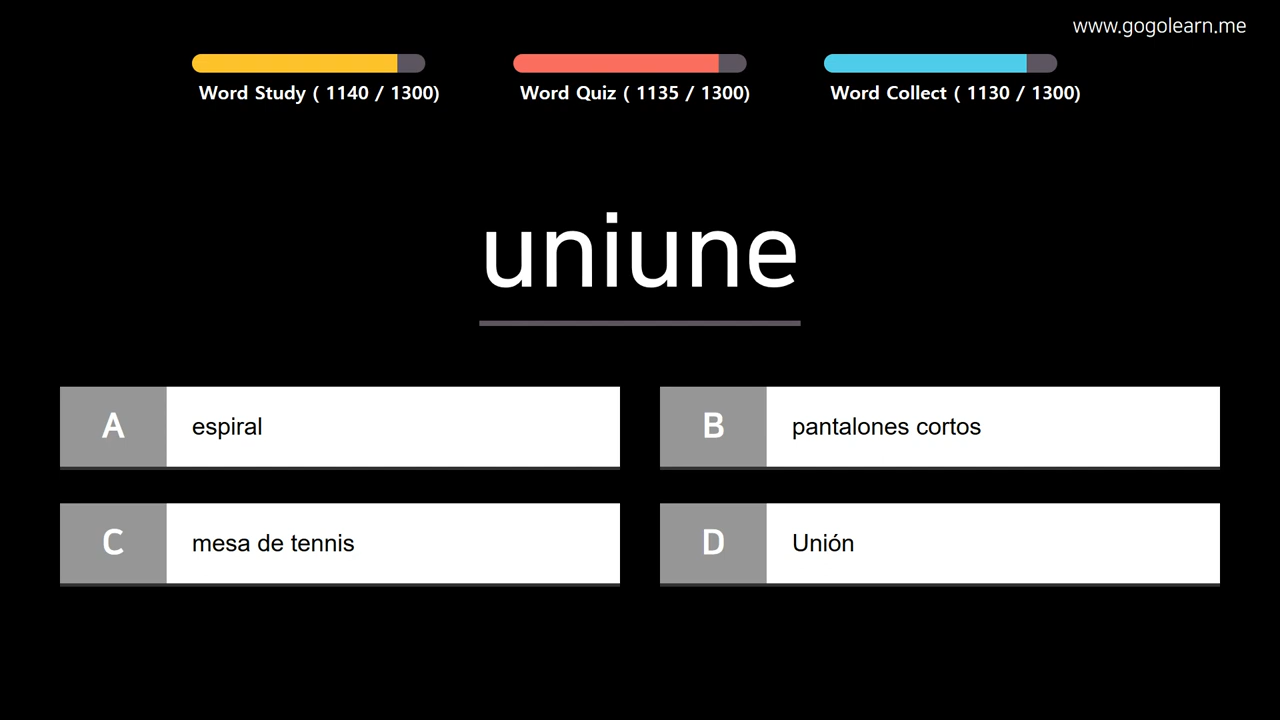 www.gogolearn.me
Word Study ( 1140 / 1300)
Word Quiz ( 1135 / 1300)
Word Collect ( 1130 / 1300)
uniune
A espiral
B pantalones cortos
C mesa de tennis
D Unión